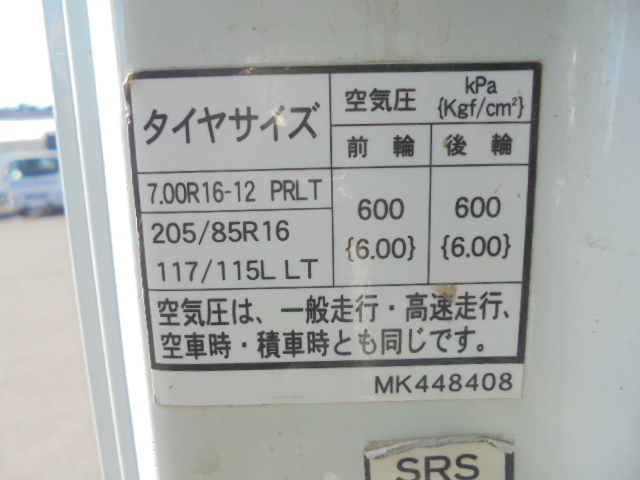 タイヤサイズ
空気圧
kPa
{Kgf/cm²}
前輪
後輪
7.00R16-12 PRLT
205/85R16
117/115L LT
600
{6.00}
600
{6.00}
空気圧は、一般走行・高速走行、
空車時・積車時とも同じです。
MK448408
SRS